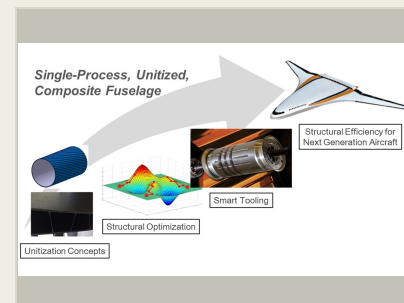 Single-Process, Unitized,
Composite Fuselage
Structural Efficiency for
Next Generation Aircraft
Smart Tooling
Structural Optimization
Unitization Concepts